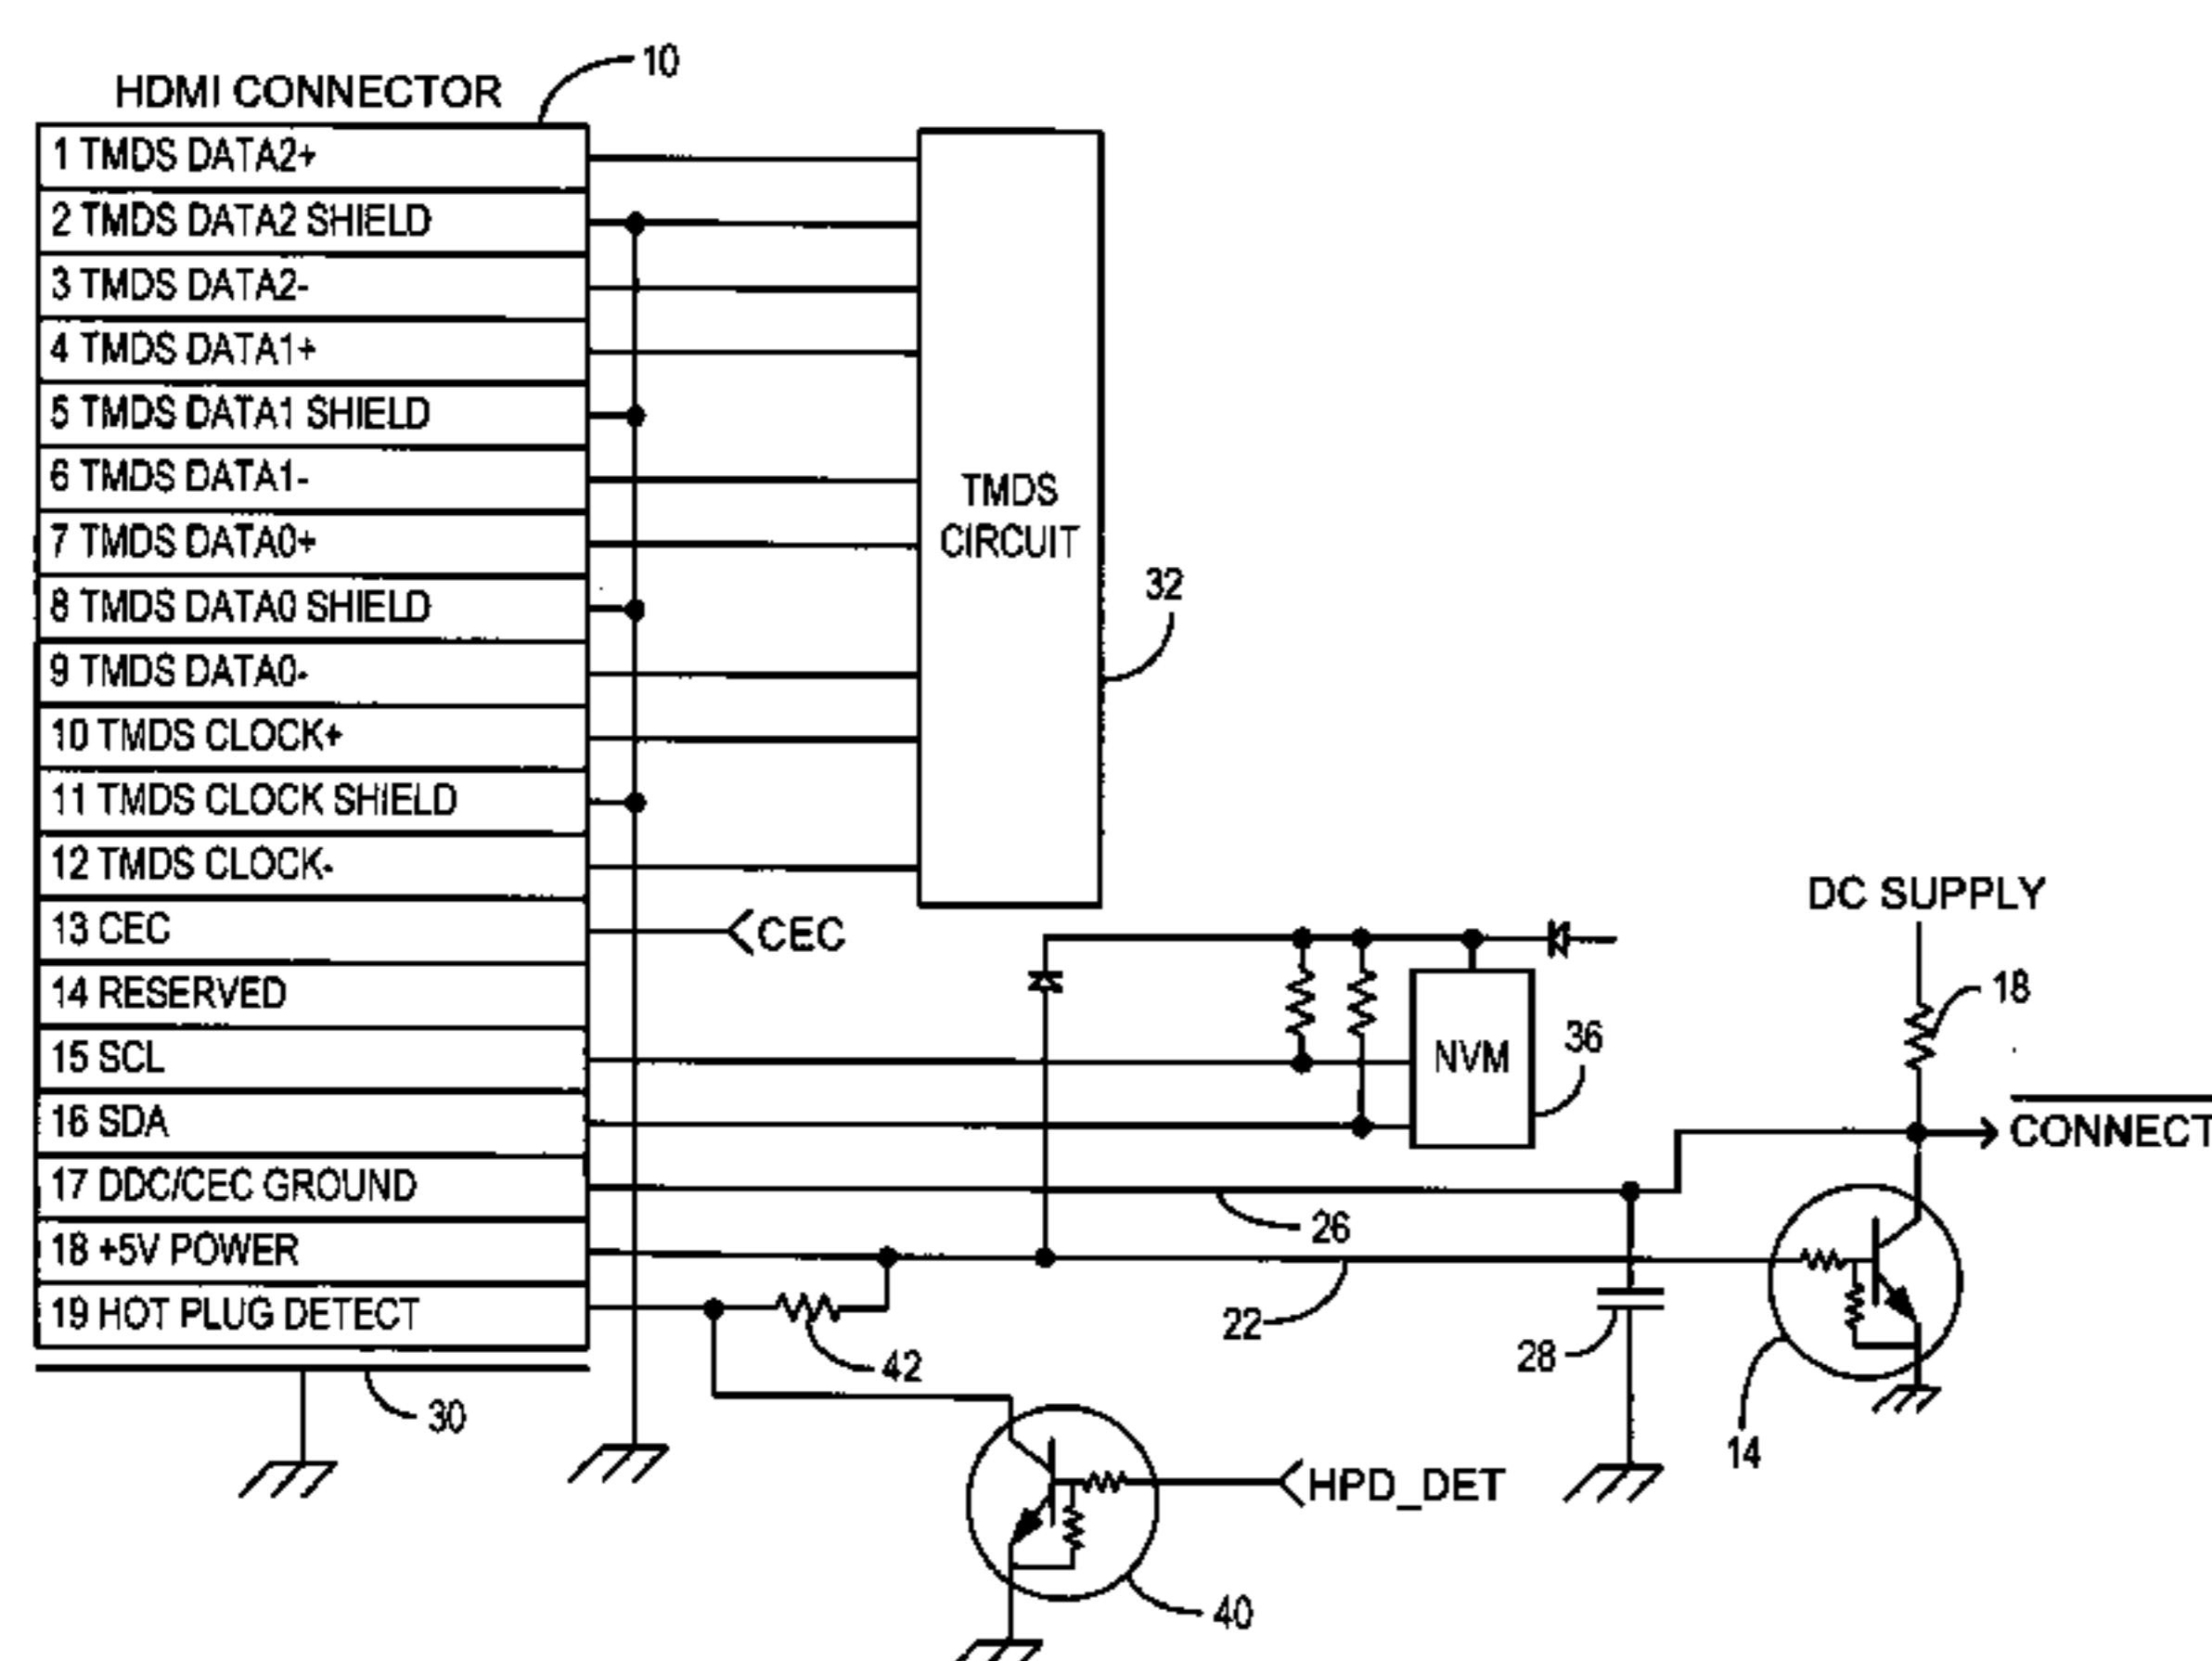 HDMI CONNECTOR
10
1 TMDS DATA2+
2 TMDS DATA2 SHIELD
3 TMDS DATA2-
4 TMDS DATA1+
5 TMDS DATA1 SHIELD
6 TMDS DATA1-
7 TMDS DATA0+
8 TMDS DATA0 SHIELD
9 TMDS DATA0-
10 TMDS CLOCK+
11 TMDS CLOCK SHIELD
12 TMDS CLOCK-
13 CEC
14 RESERVED
15 SCL
16 SDA
17 DDC/CEC GROUND
18 +5V POWER
19 HOT PLUG DETECT
30
TMDS
CIRCUIT
32
CEC
NVM
36
DC SUPPLY
18
CONNECT
26
22
28
14
42
HPD_DET
40